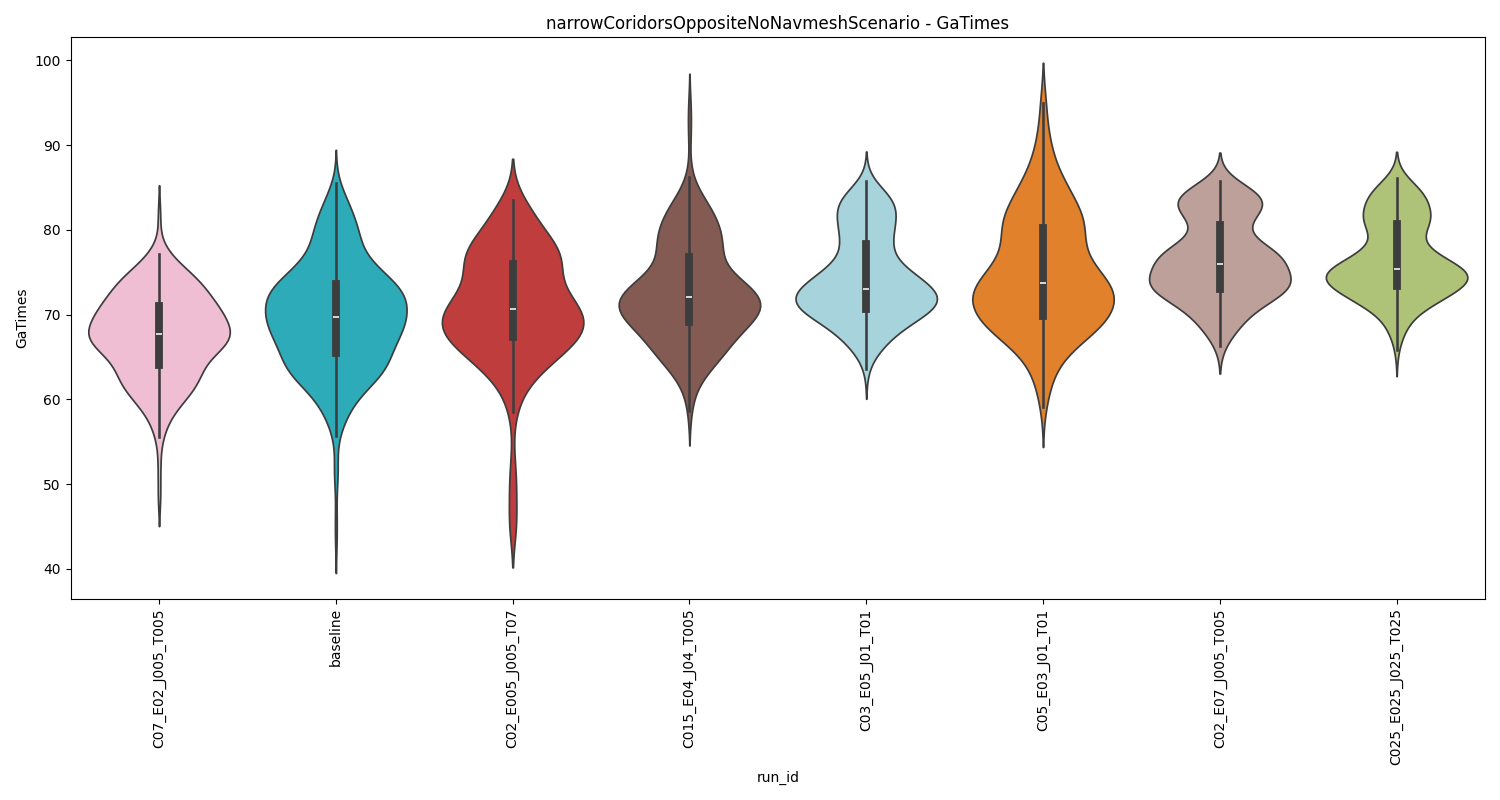 narrowCoridorsOppositeNoNavmeshScenario - GaTimes
GaTimes
100
90
80
70
60
50
40
C07_E02_J005_T005
baseline
C02_E005_J005_T07
C015_E04_J04_T005
C03_E05_J01_T01
C05_E03_J01_T01
C02_E07_J005_T005
C025_E025_J025_T025
run_id